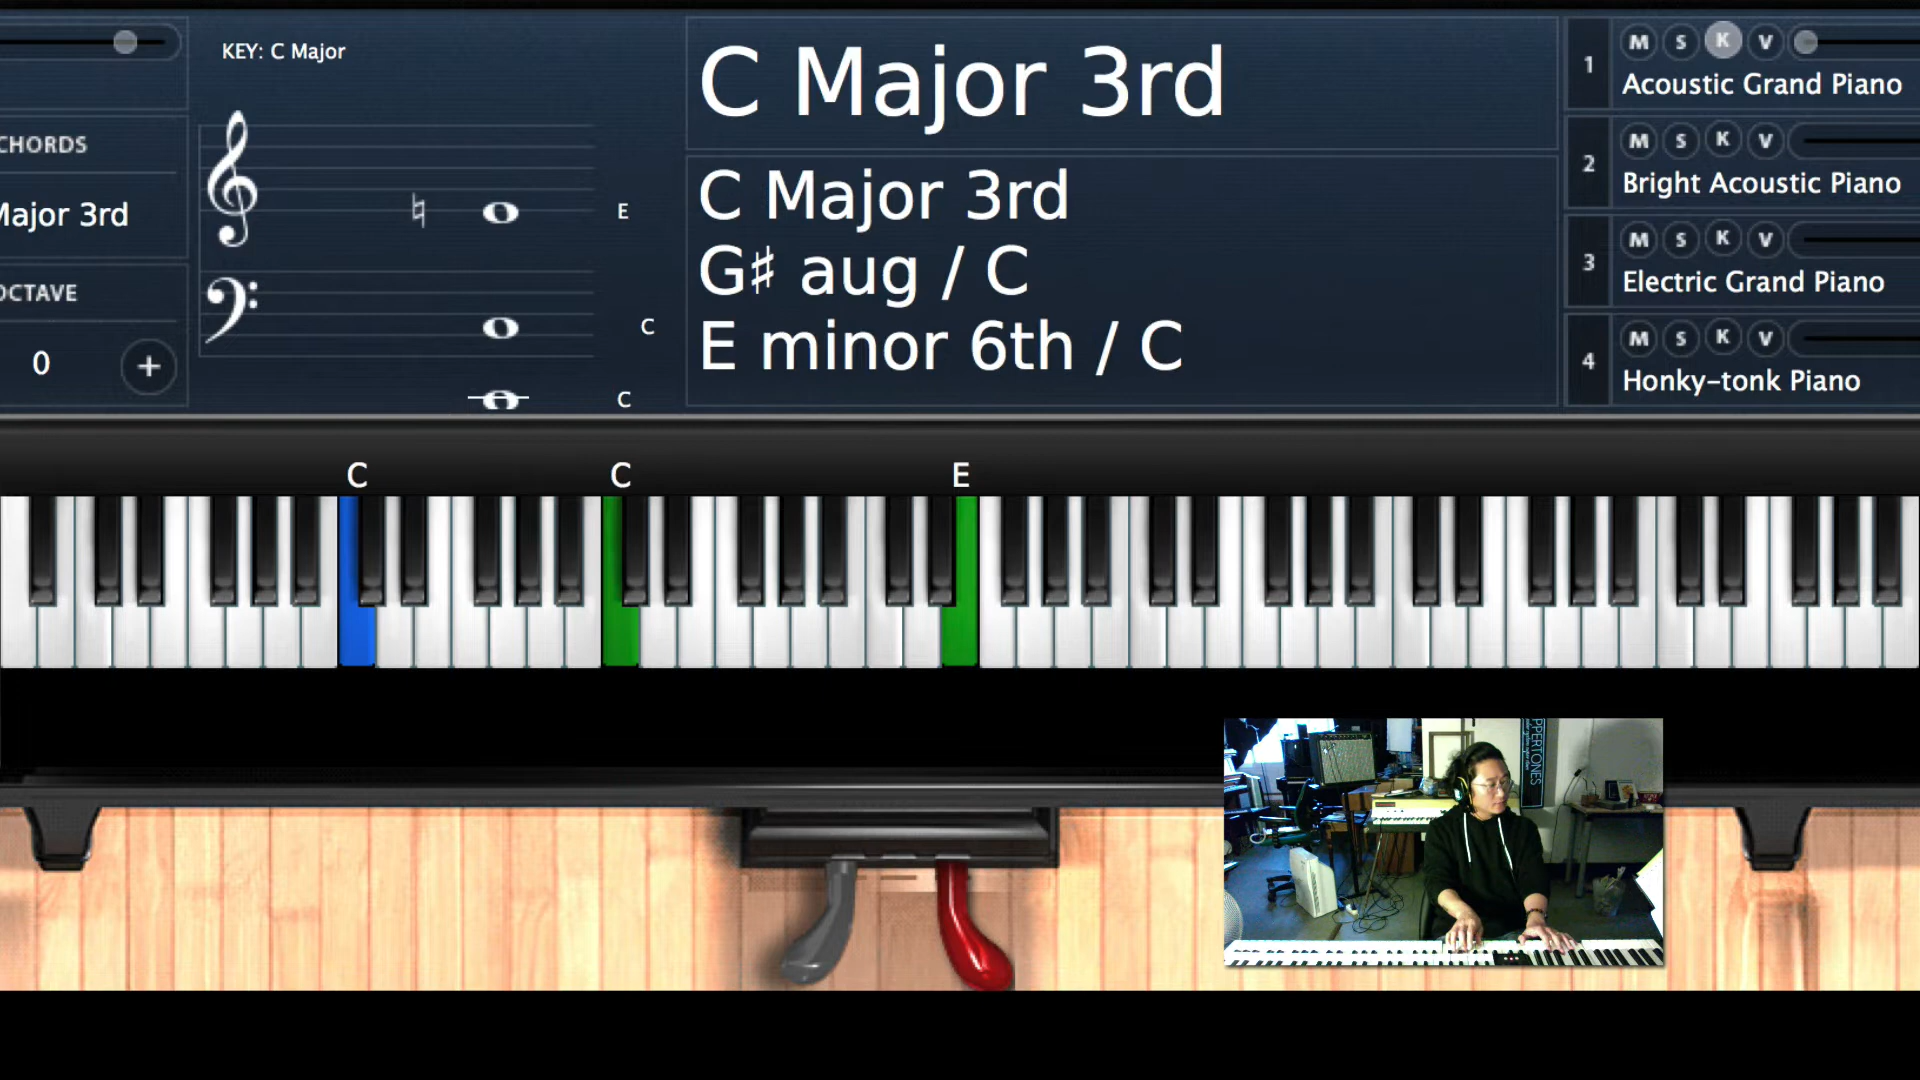 KEY: C Major
C Major 3rd
CHORDS
Major 3rd
OCTAVE
0
+
E
C
C
C Major 3rd
G♯ aug / C
E minor 6th / C
1
M S K V
Acoustic Grand Piano
2
M S K V
Bright Acoustic Piano
3
M S K V
Electric Grand Piano
4
M S K V
Honky-tonk Piano
C
C
E
PPERTONES